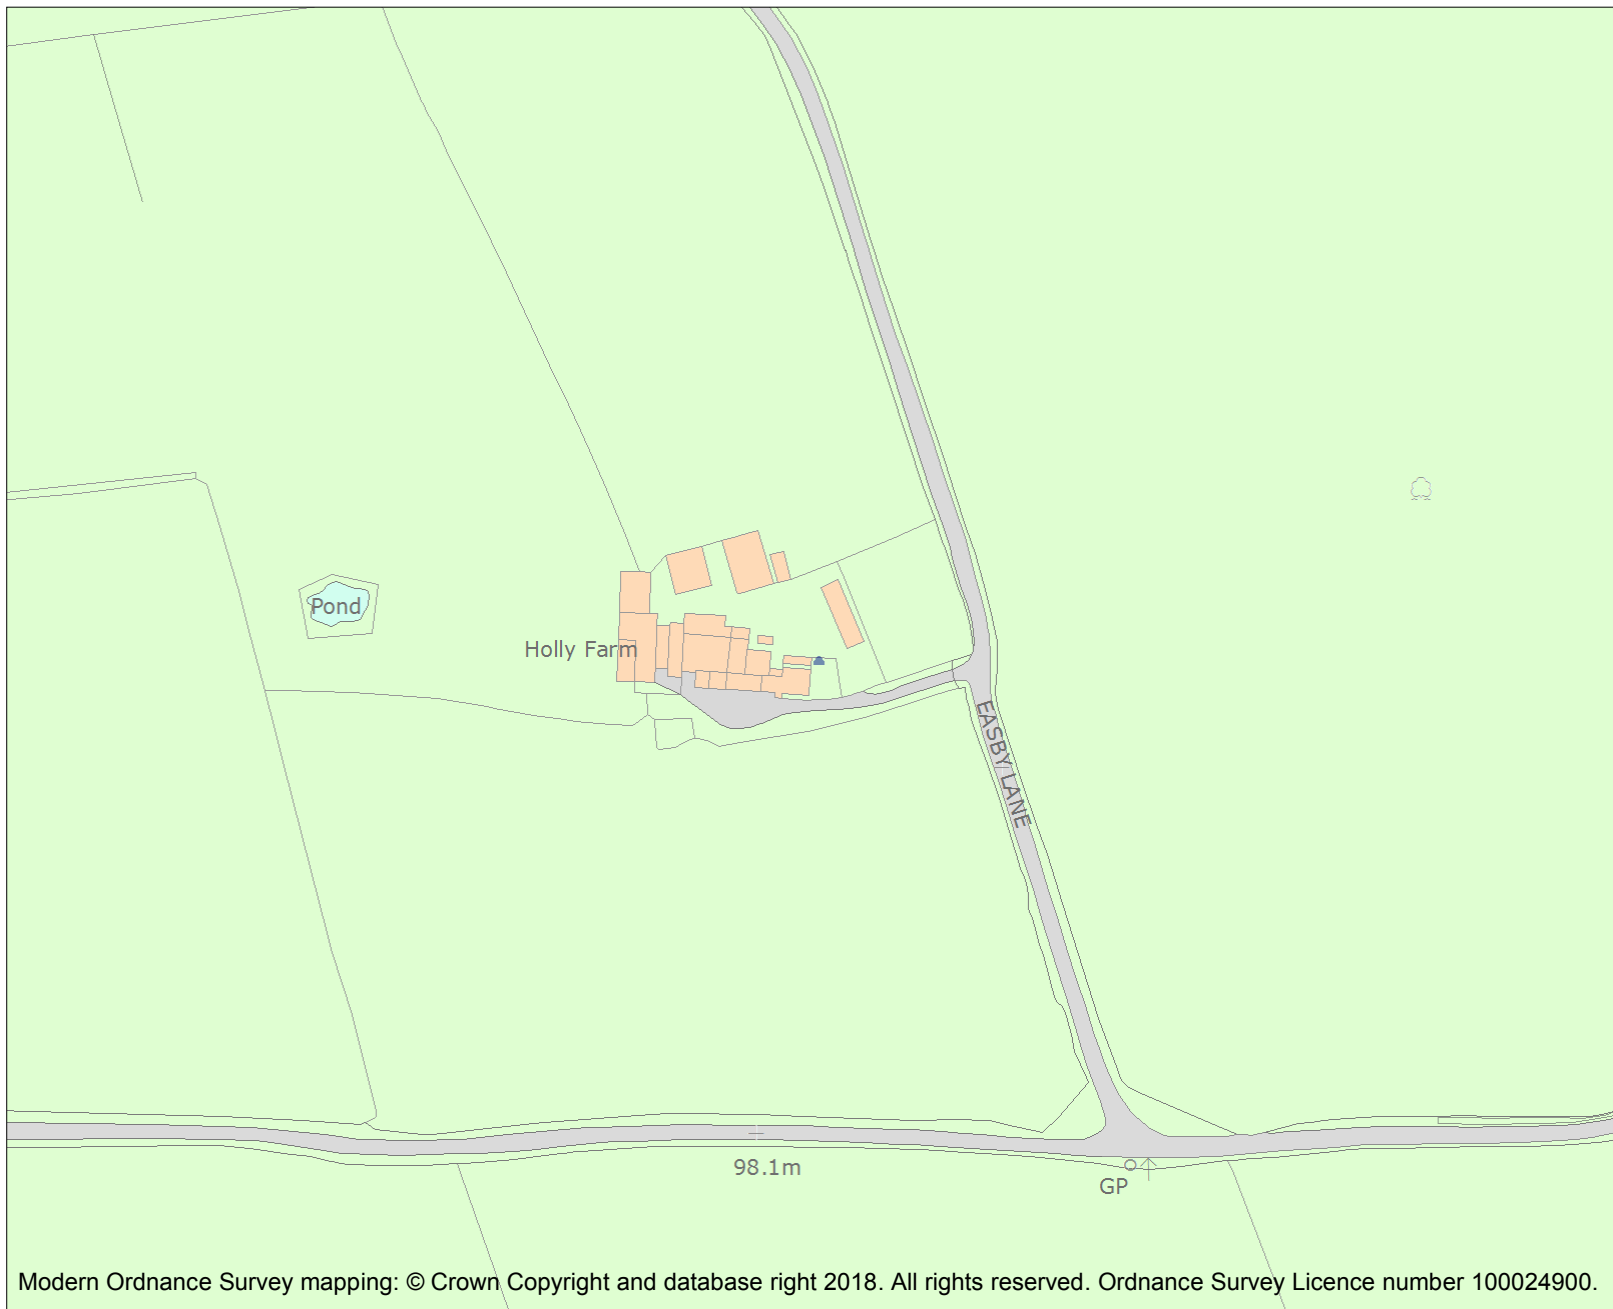 Pond
Holly Farm
EASBY LANE
98.1m
GP
Modern Ordnance Survey mapping: © Crown Copyright and database right 2018. All rights reserved. Ordnance Survey Licence number 100024900.